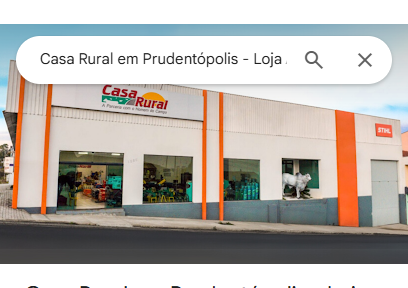 Casa Rural em Prudentópolis - Loja
Casa
Rural
A Parceira com o Homem do Campo
STIHL